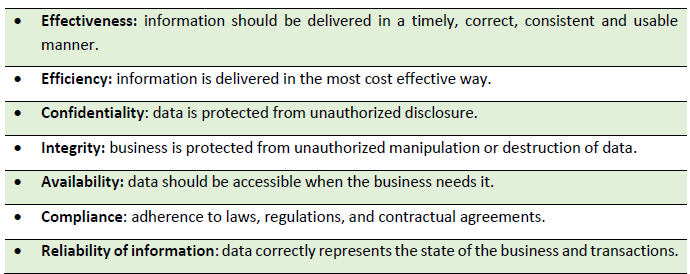 • Effectiveness: information should be delivered in a timely, correct, consistent and usable
manner.
• Efficiency: information is delivered in the most cost effective way.
• Confidentiality: data is protected from unauthorized disclosure.
• Integrity: business is protected from unauthorized manipulation or destruction of data.
• Availability: data should be accessible when the business needs it.
• Compliance: adherence to laws, regulations, and contractual agreements.
• Reliability of information: data correctly represents the state of the business and transactions.